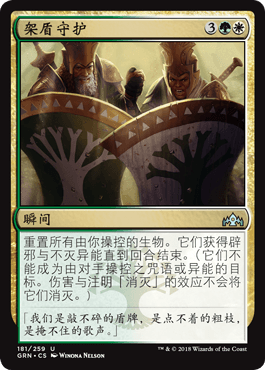 架盾守护 3
瞬间
重置所有由你操控的生物。它们获得辟
邪与不灭异能直到回合结束。（它们不
能成为由对手操控之咒语或异能的目
标。伤害与注明「消灭」的效应不会将
它们消灭。）
「我们是敲不碎的盾牌，是点不着的粗枝，
是掩不住的歌声。」
181/259 U
GRN • CS Winona Nelson
™ & © 2018 Wizards of the Coast